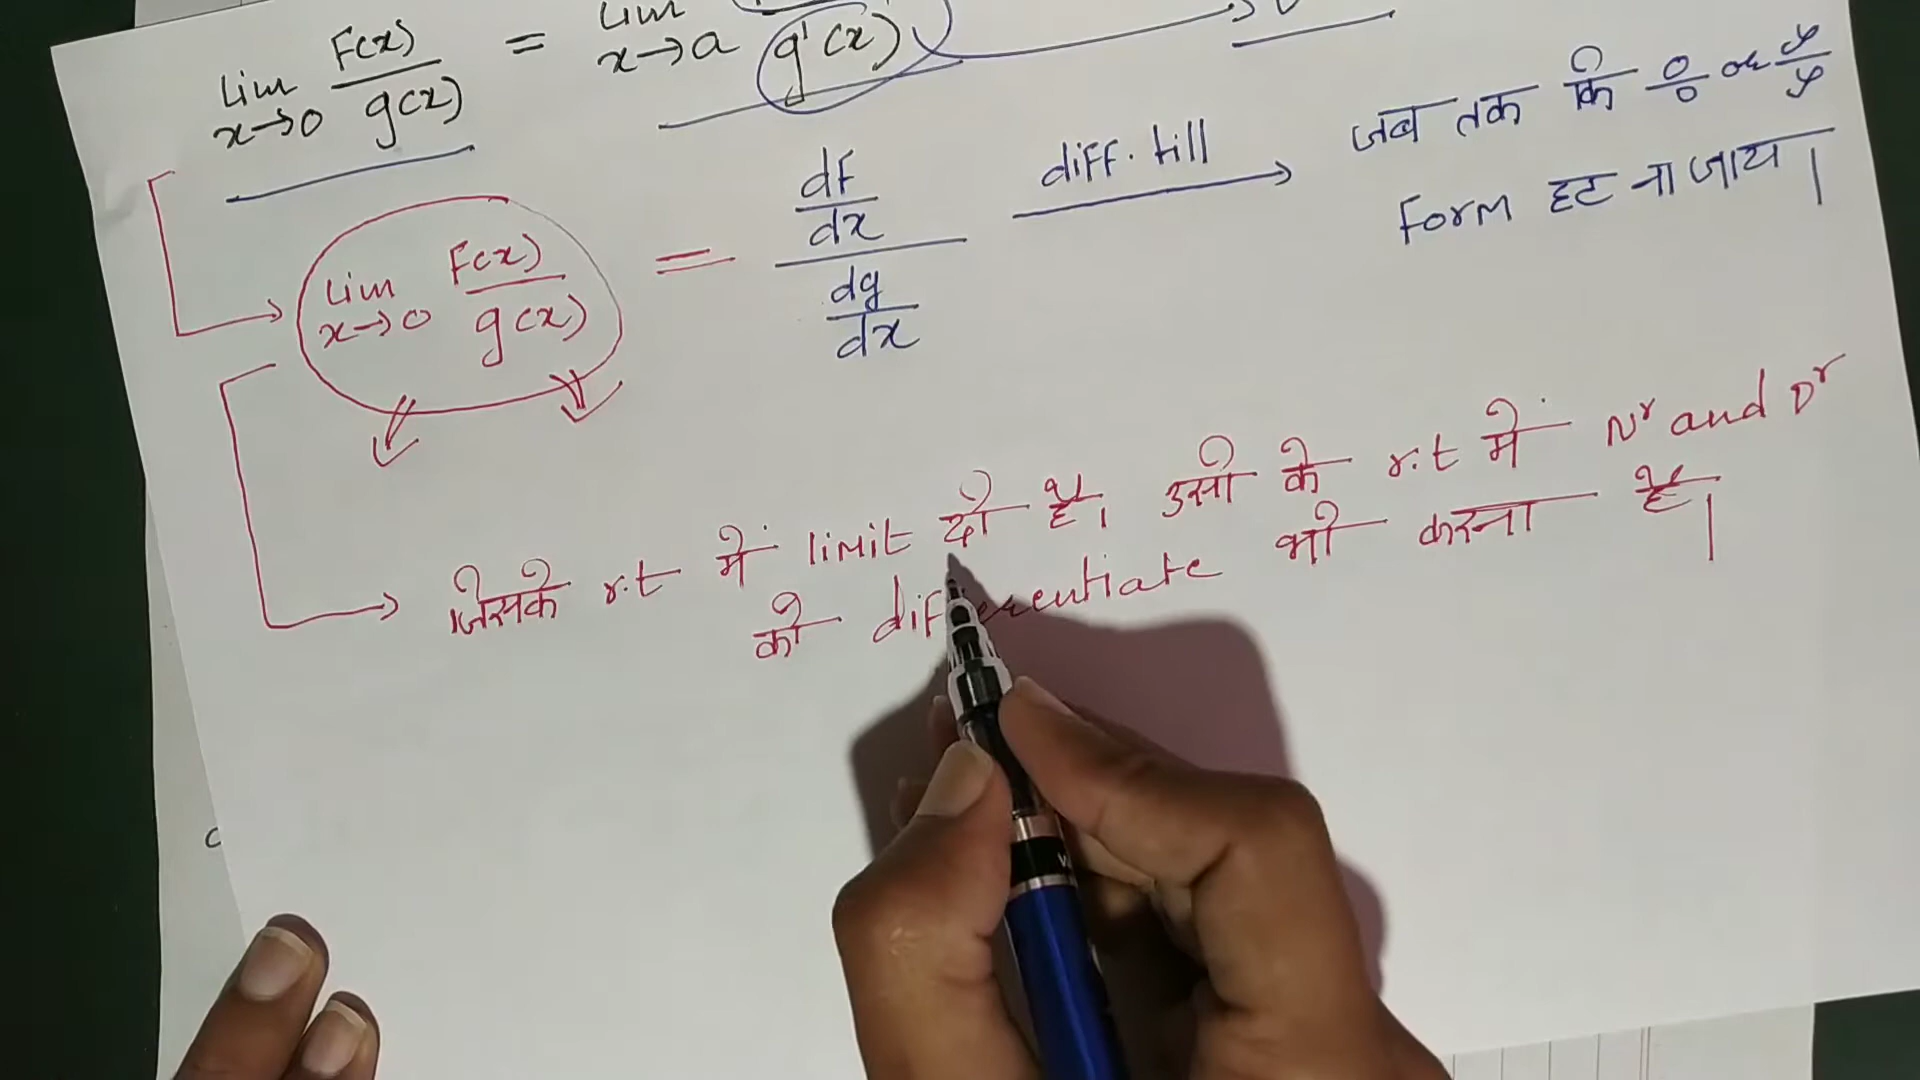 lim x→0 F(x)/g(x) = lim x→a g'(x)
जब तक कि 0/0 or
Form हट ना जाय।
lim x→0 F(x)/g(x) = dF/dx / dg/dx diff. till
जिसके r.t में limit दी है। उसी के r.t में Nʳ and Dʳ
को differentiate भी करना है।